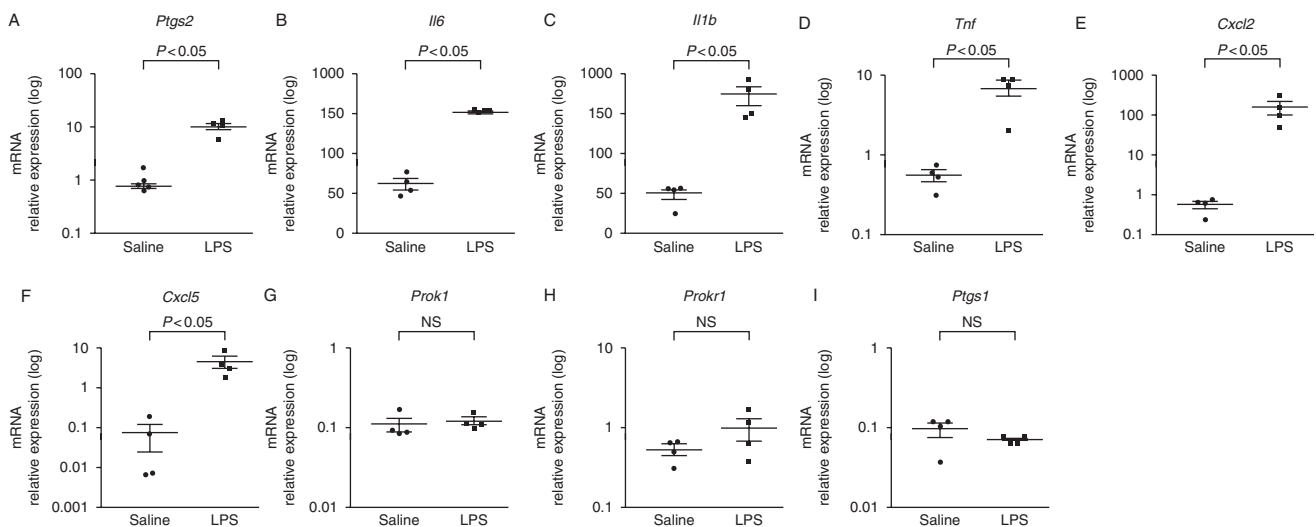 A
Ptgs2
P < 0.05
mRNA
relative expression (log)
100
10
1
0.1
Saline
LPS
B
Il6
P < 0.05
mRNA
relative expression (log)
1000
1500
100
50
0
Saline
LPS
C
Il1b
P < 0.05
mRNA
relative expression (log)
1000
1500
100
50
0
Saline
LPS
D
Tnf
P < 0.05
mRNA
relative expression (log)
10
1
0.1
Saline
LPS
E
Cxcl2
P < 0.05
mRNA
relative expression (log)
1000
100
10
1
0.1
Saline
LPS
F
Cxcl5
P < 0.05
mRNA
relative expression (log)
10
1
0.1
0.01
0.001
Saline
LPS
G
Prok1
NS
mRNA
relative expression (log)
1
0.1
0.01
Saline
LPS
H
Prokr1
NS
mRNA
relative expression (log)
10
1
0.1
Saline
LPS
I
Ptgs1
NS
mRNA
relative expression (log)
1
0.1
0.01
Saline
LPS